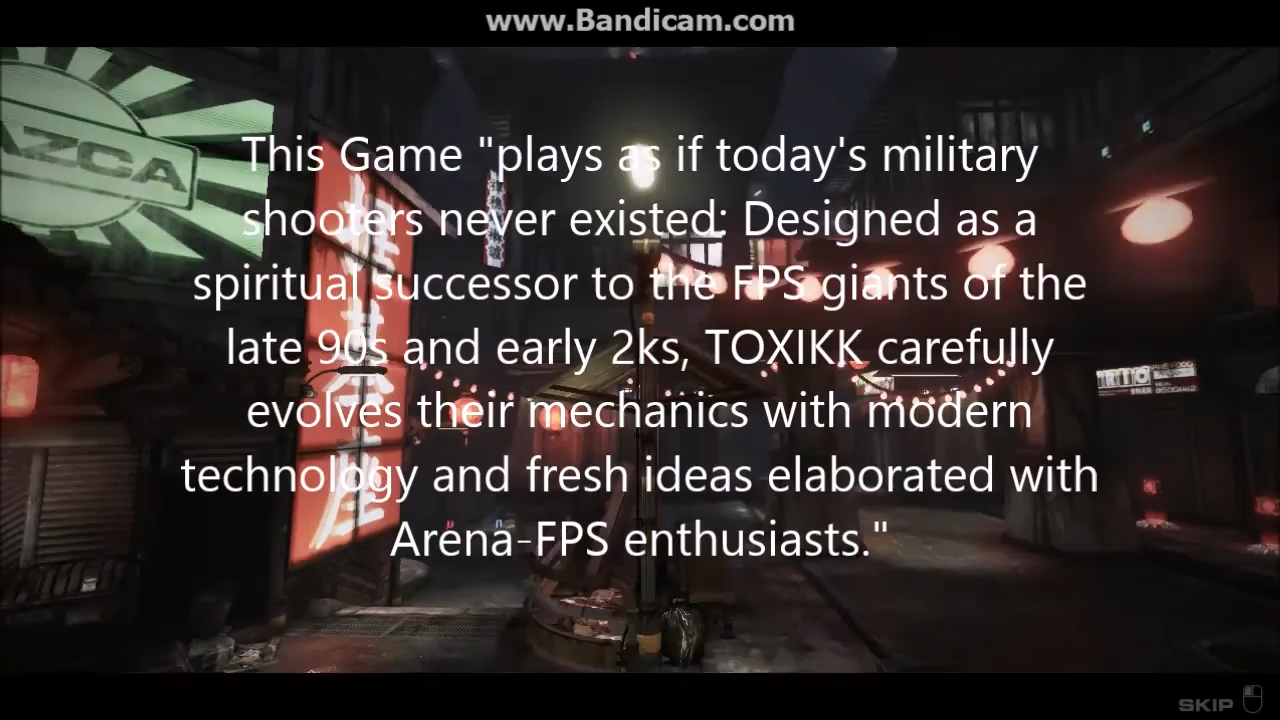 www.Bandicam.com
AZCA
This Game "plays as if today's military
shooters never existed: Designed as a
spiritual successor to the FPS giants of the
late 90s and early 2ks, TOXIKK carefully
evolves their mechanics with modern
technology and fresh ideas elaborated with
Arena-FPS enthusiasts."
SKIP